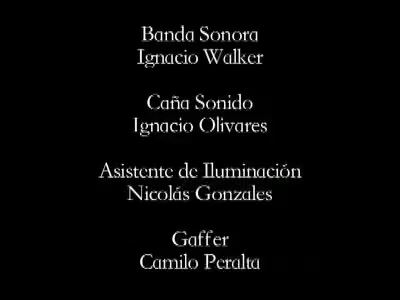 Banda Sonora
Ignacio Walker
Caña Sonido
Ignacio Olivares
Asistente de Iluminación
Nicolás Gonzales
Gaffer
Camilo Peralta